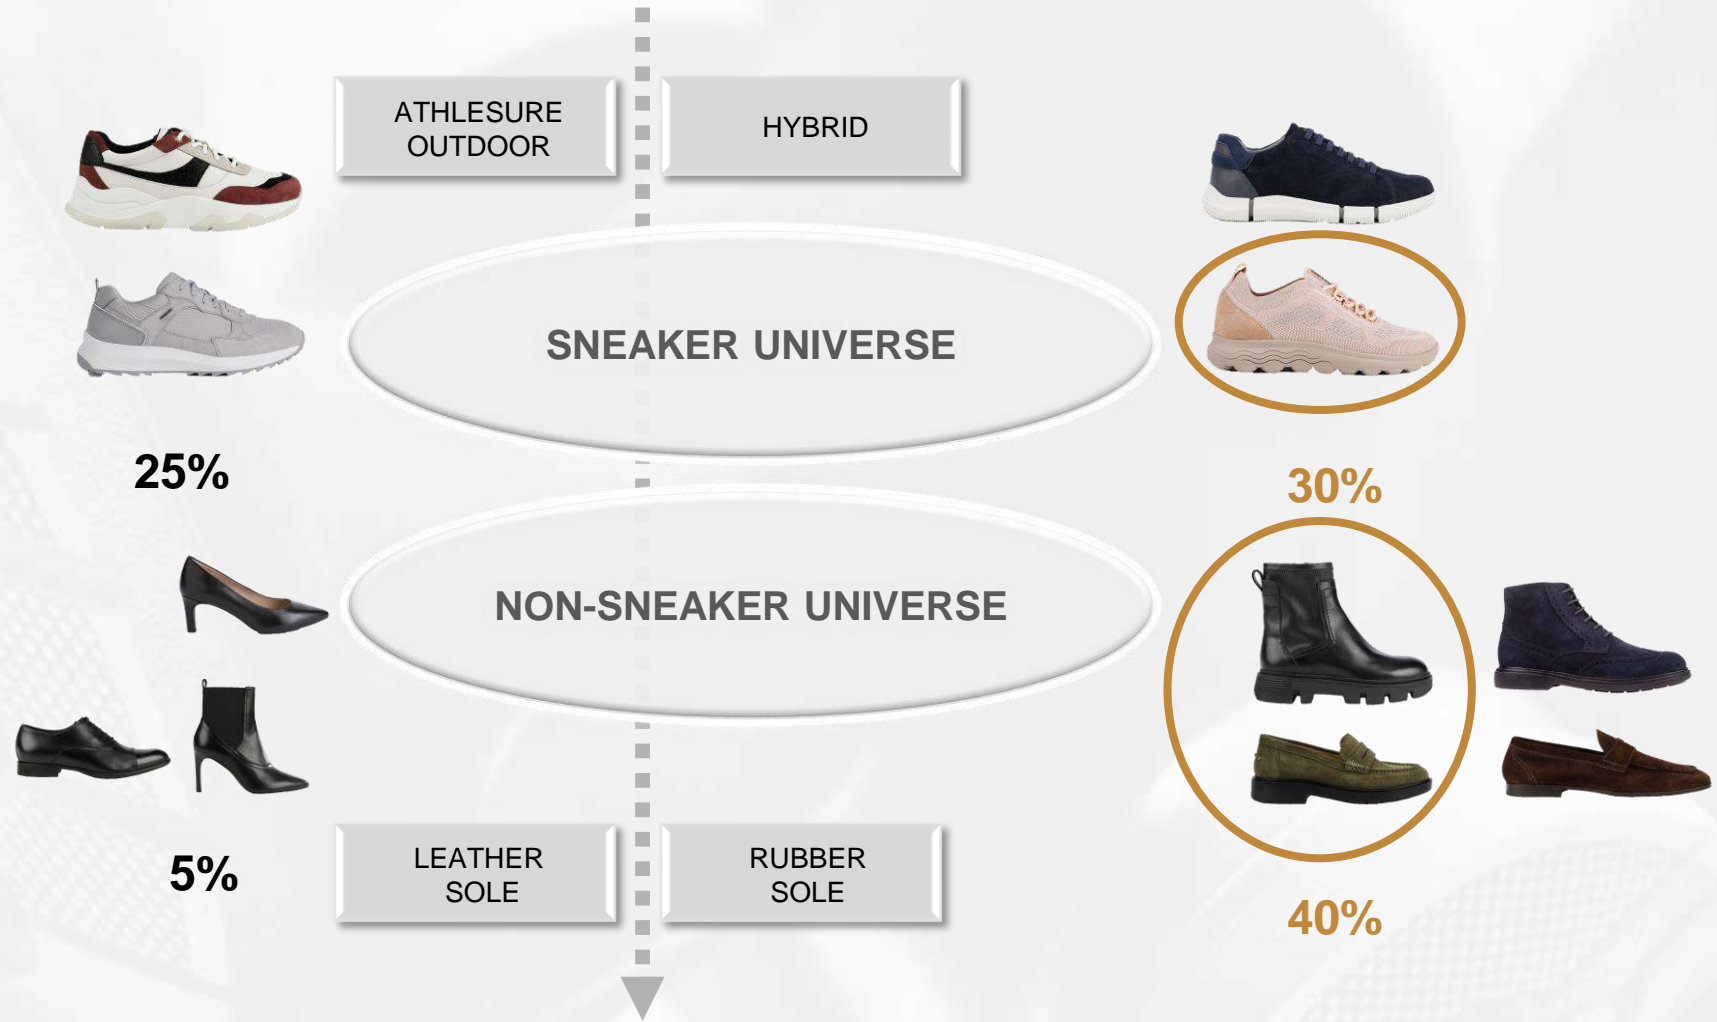 ATHLESURE
OUTDOOR
HYBRID
SNEAKER UNIVERSE
25%
30%
NON-SNEAKER UNIVERSE
LEATHER
SOLE
RUBBER
SOLE
5%
40%